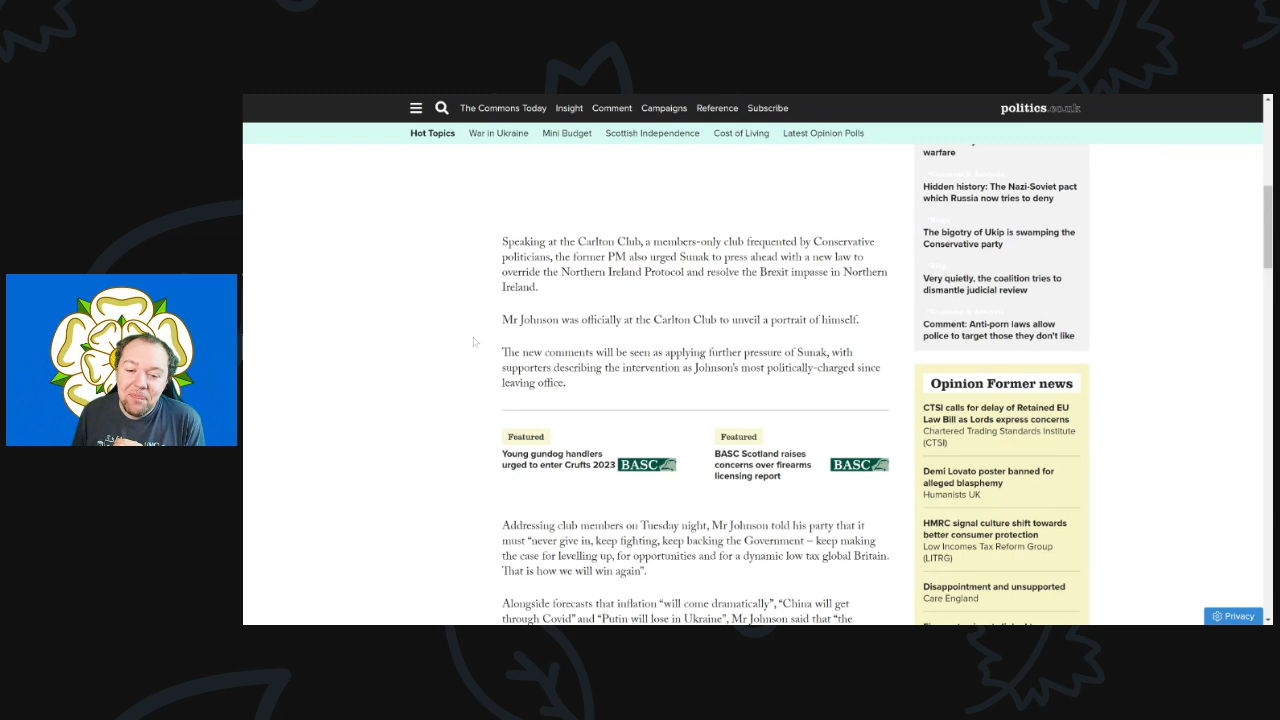 The Commons Today Insight Comment Campaigns Reference Subscribe
politics.co.uk
Hot Topics War in Ukraine Mini Budget Scottish Independence Cost of Living Latest Opinion Polls
Speaking at the Carlton Club, a members-only club frequented by Conservative
politicians, the former PM also urged Sunak to press ahead with a new law to
override the Northern Ireland Protocol and resolve the Brexit impasse in Northern
Ireland.
Mr Johnson was officially at the Carlton Club to unveil a portrait of himself.
The new comments will be seen as applying further pressure of Sunak, with
supporters describing the intervention as Johnson's most politically-charged since
leaving office.
Featured
Young gundog handlers
urged to enter Crufts 2023
BASC
Featured
BASC Scotland raises
concerns over firearms
licensing report
BASC
Addressing club members on Tuesday night, Mr Johnson told his party that it
must “never give in, keep fighting, keep backing the Government – keep making
the case for levelling up, for opportunities and for a dynamic low tax global Britain.
That is how we will win again”.
Alongside forecasts that inflation “will come dramatically”, “China will get
through Covid” and “Putin will lose in Ukraine”, Mr Johnson said that “the
warfare
Hidden history: The Nazi-Soviet pact
which Russia now tries to deny
The bigotry of Ukip is swamping the
Conservative party
Very quietly, the coalition tries to
dismantle judicial review
Comment: Anti-porn laws allow
police to target those they don't like
Opinion Former news
CTSI calls for delay of Retained EU
Law Bill as Lords express concerns
Chartered Trading Standards Institute
(CTSI)
Demi Lovato poster banned for
alleged blasphemy
Humanists UK
HMRC signal culture shift towards
better consumer protection
Low Incomes Tax Reform Group
(LITRG)
Disappointment and unsupported
Care England
Privacy